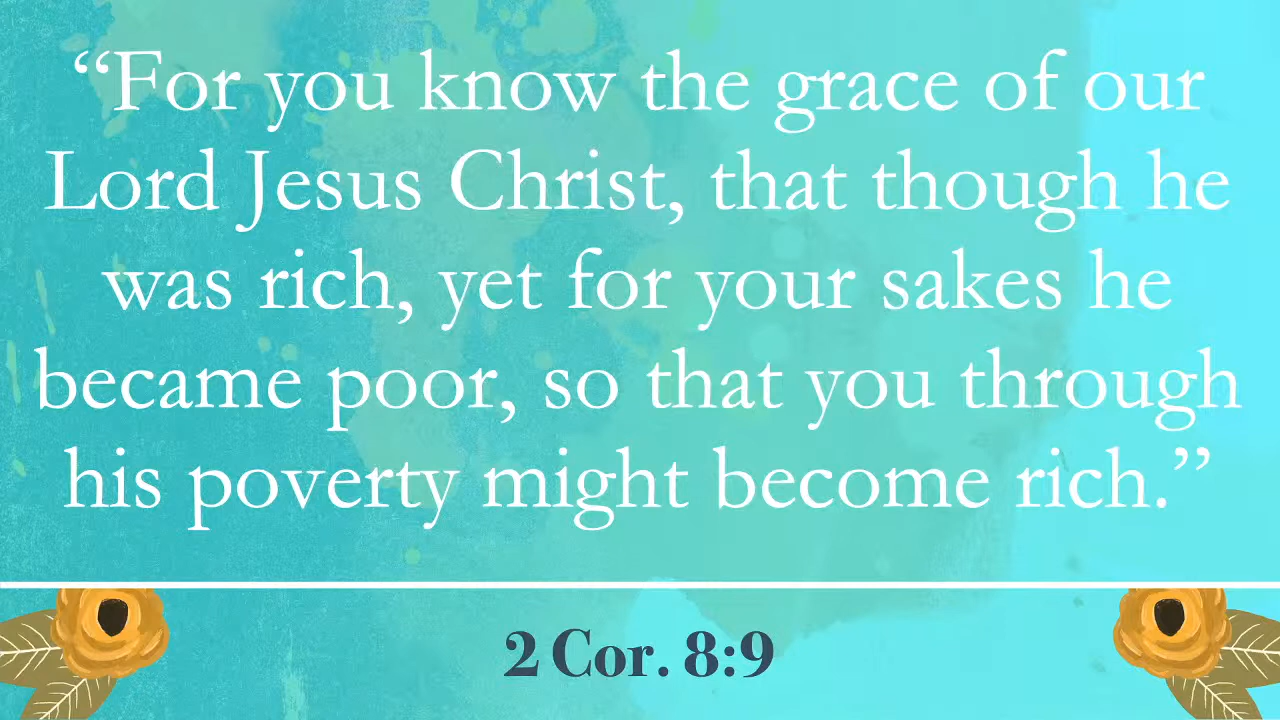 “For you know the grace of our
Lord Jesus Christ, that though he
was rich, yet for your sakes he
became poor, so that you through
his poverty might become rich.”
2 Cor. 8:9